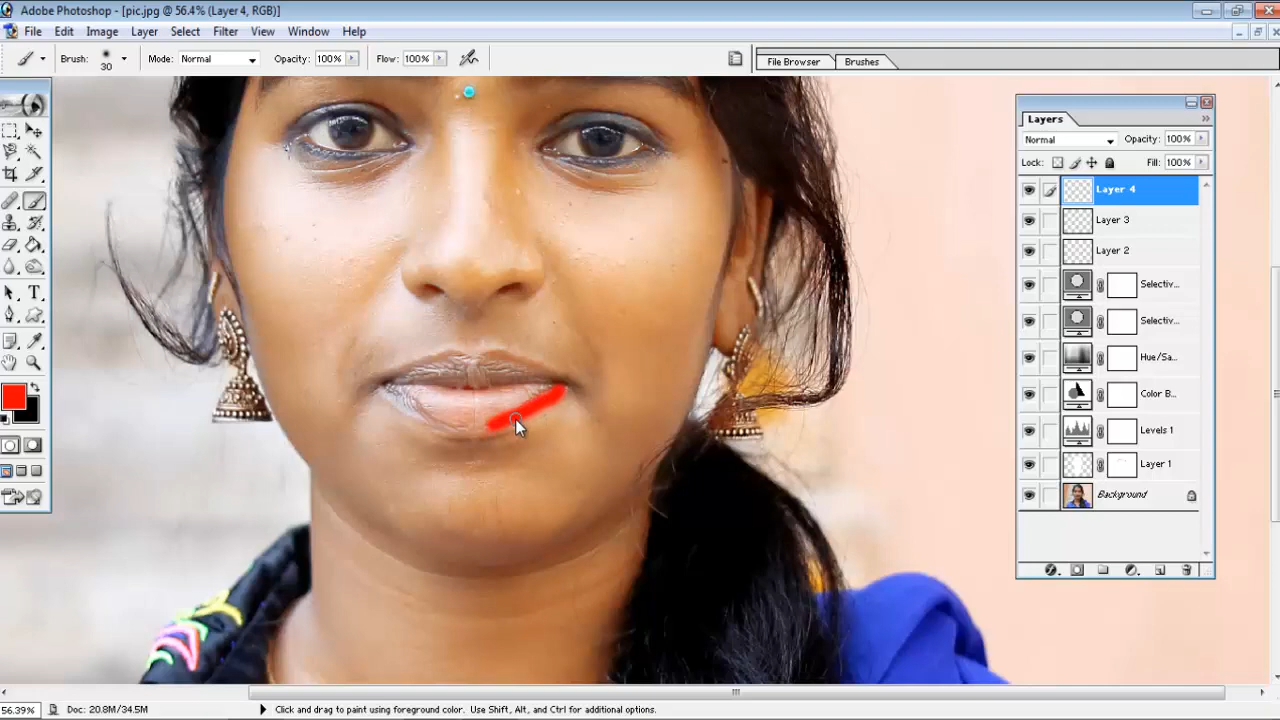 Adobe Photoshop - [pic.jpg @ 56.4% (Layer 4, RGB)]
File Edit Image Layer Select Filter View Window Help
Brush: 30 Mode: Normal Opacity: 100% Flow: 100% File Browser Brushes
Layers
Normal Opacity: 100%
Lock: Fill: 100%
Layer 4
Layer 3
Layer 2
Selectiv...
Selectiv...
Hue/Sa...
Color B...
Levels 1
Layer 1
Background
56.39% Doc: 20.8M/34.5M Click and drag to paint using foreground color. Use Shift, Alt, and Ctrl for additional options.